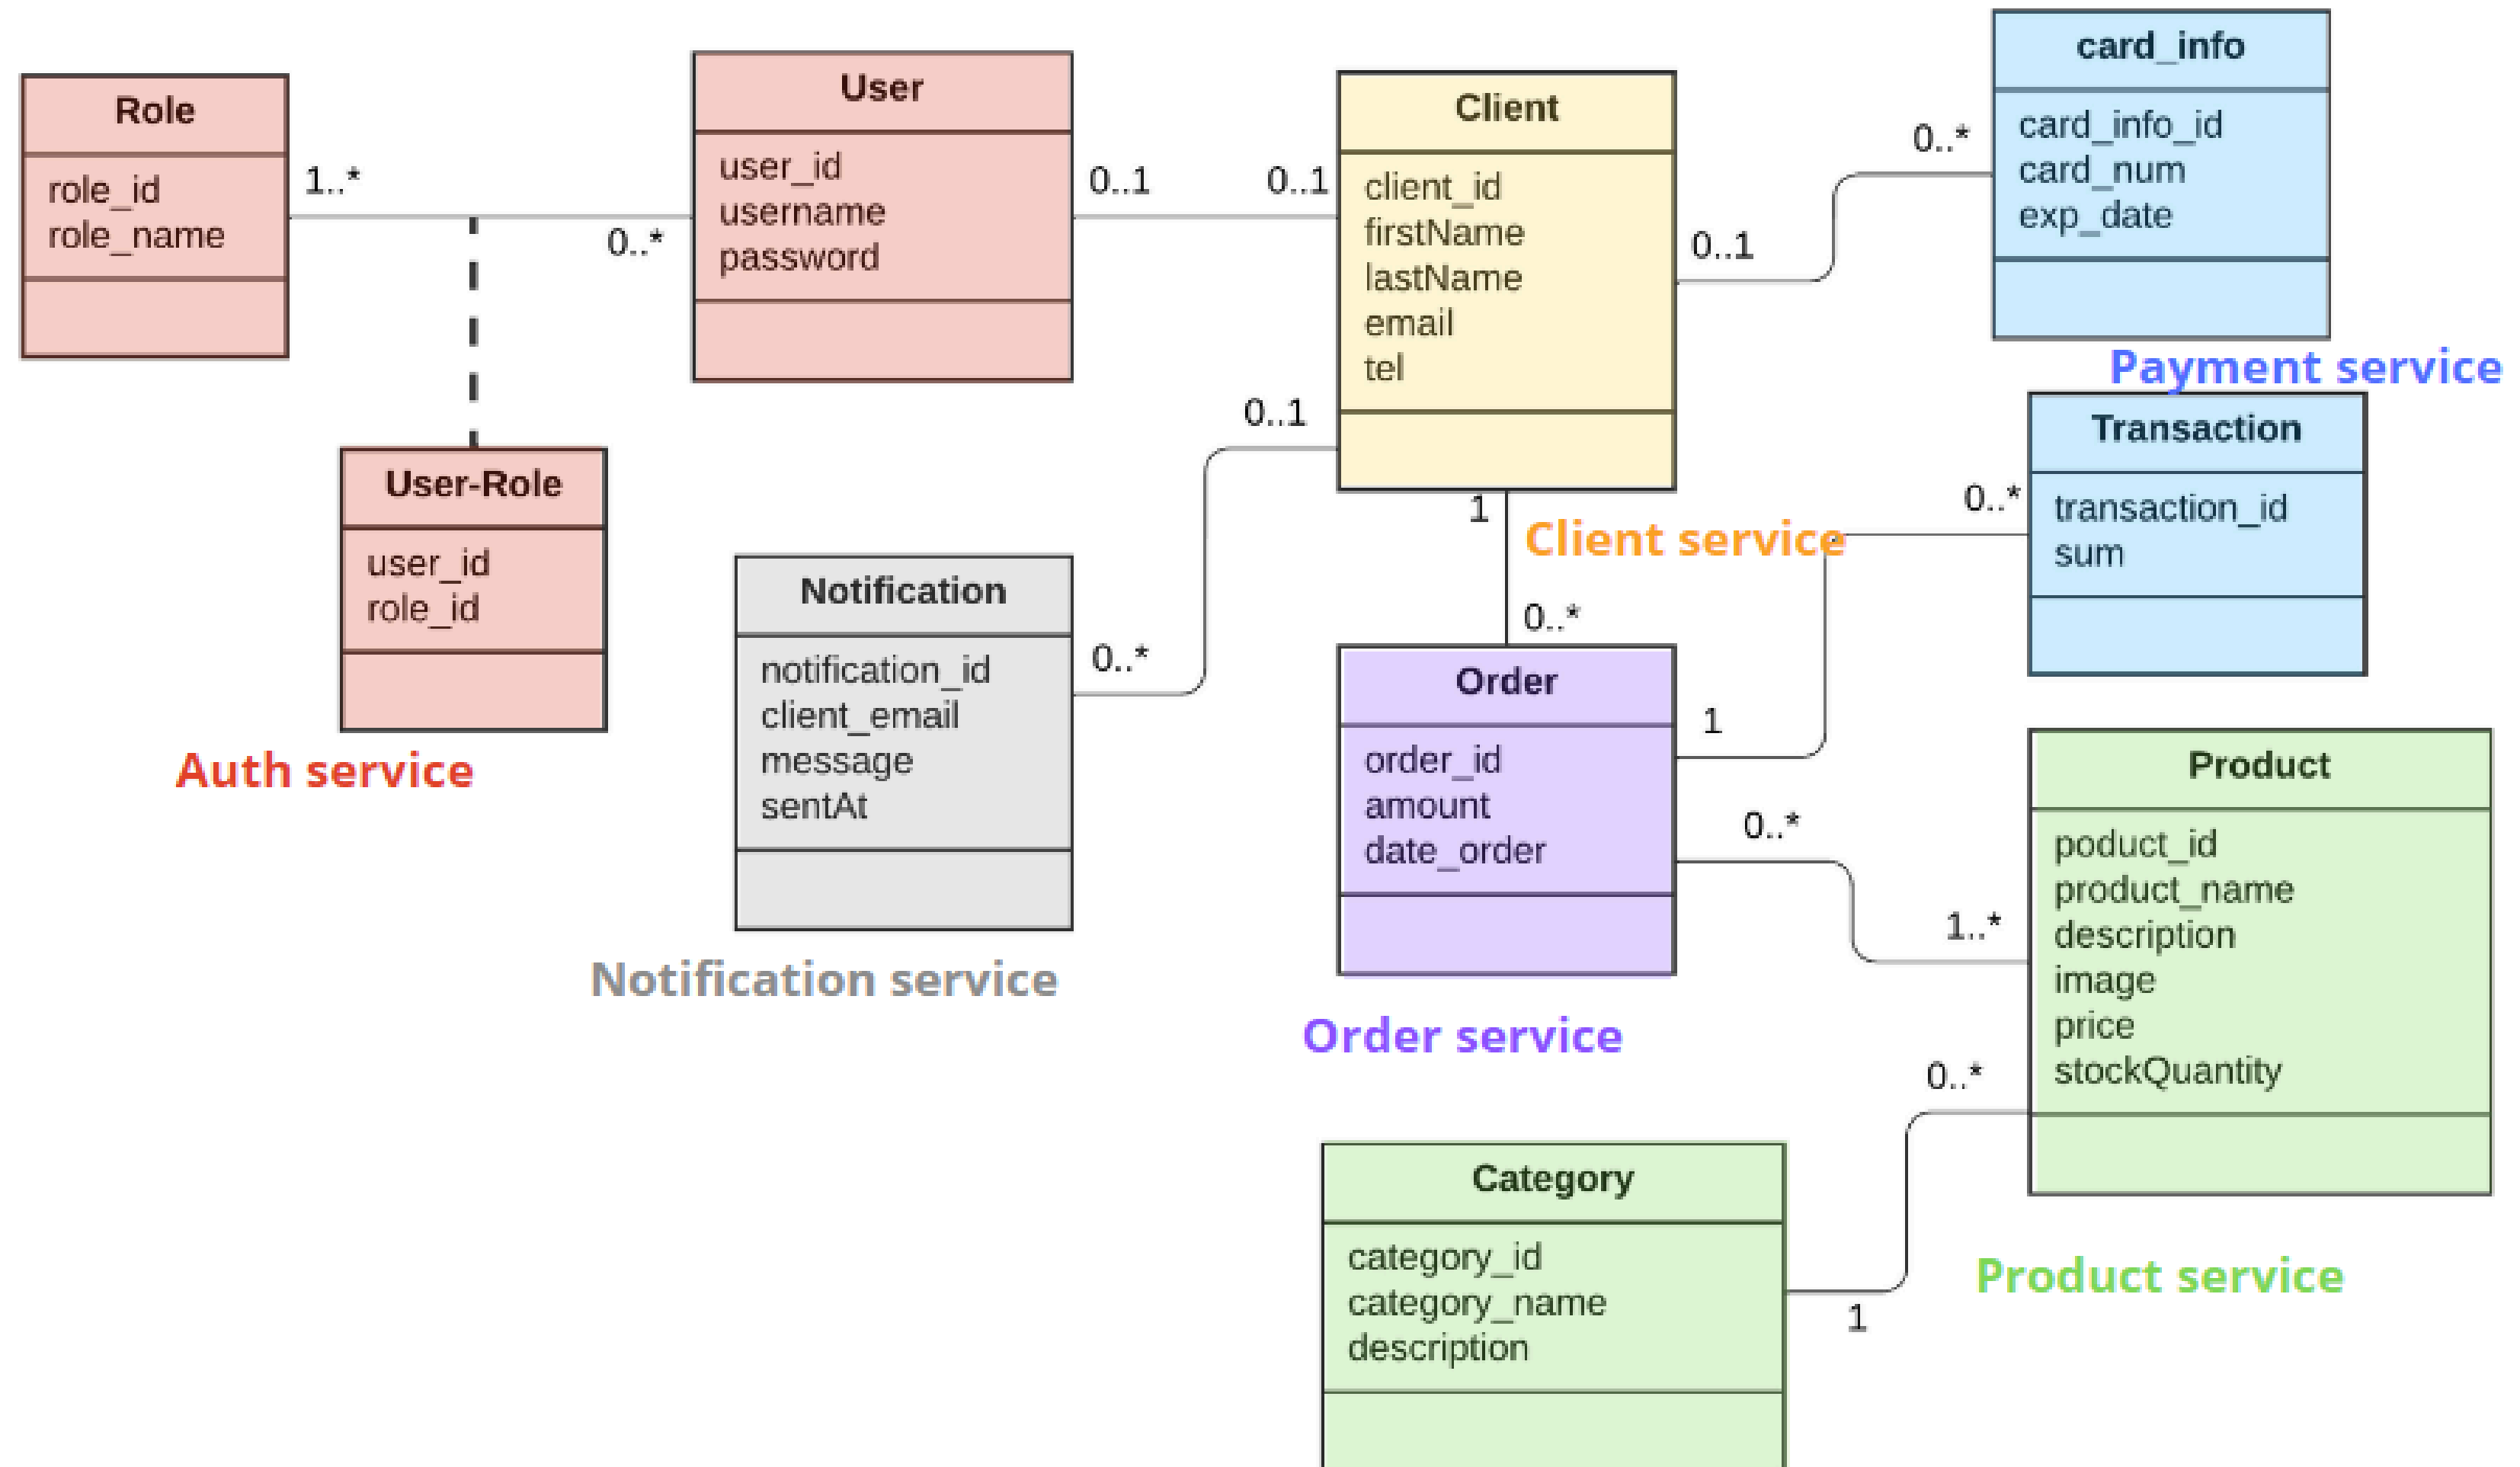 Role
role_id
role_name
1..*
0..*
User
user_id
username
password
0..1
0..1
User-Role
user_id
role_id
Auth service
Client
client_id
firstName
lastName
email
tel
0..1
0..*
card_info
card_info_id
card_num
exp_date
Payment service
Transaction
transaction_id
sum
0..*
1
0..1
0..*
Notification
notification_id
client_email
message
sentAt
Notification service
1
Client service
0..*
Order
order_id
amount
date_order
Order service
0..*
1..*
Product
poduct_id
product_name
description
image
price
stockQuantity
0..*
1
Category
category_id
category_name
description
Product service